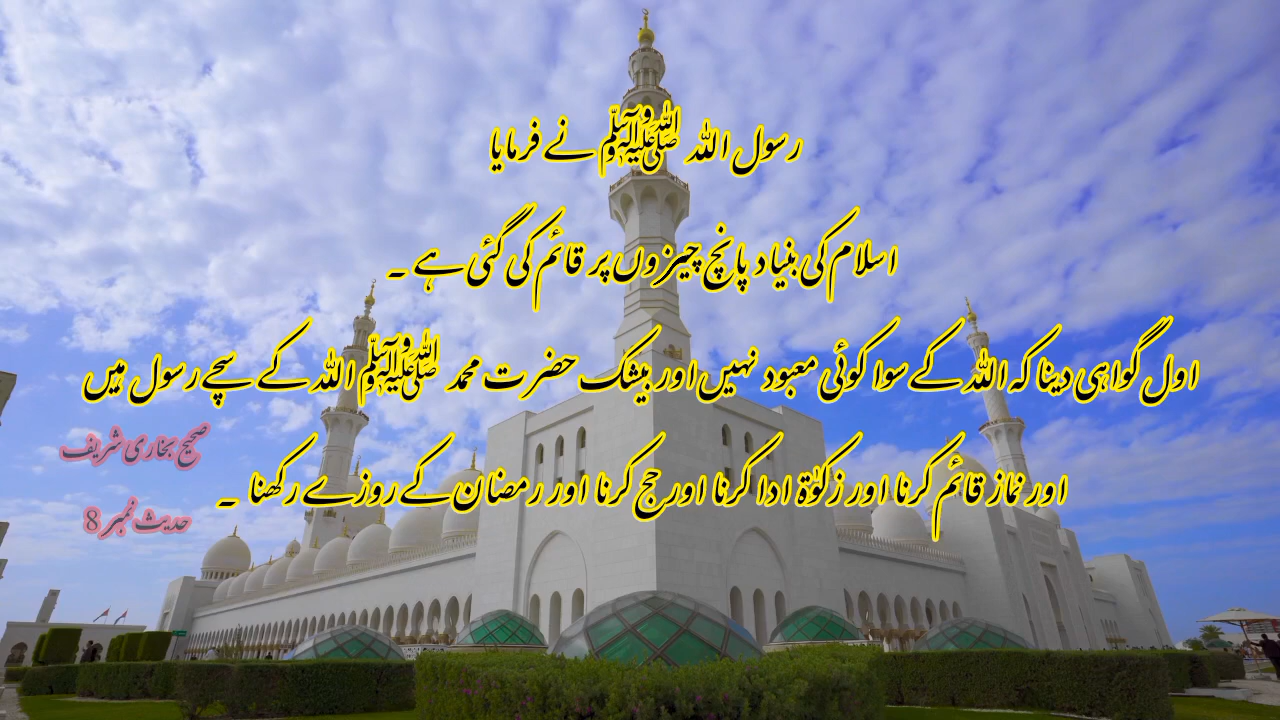 رسول اللہ ﷺ نے فرمایا
اسلام کی بنیاد پانچ چیزوں پر قائم کی گئی ہے ۔
اول گواہی دینا کہ اللہ کے سوا کوئی معبود نہیں اور بیشک حضرت محمد ﷺ اللہ کے سچے رسول ہیں
اور نماز قائم کرنا اور زکوٰۃ ادا کرنا اور حج کرنا اور رمضان کے روزے رکھنا ۔
صحیح بخاری شریف
حدیث نمبر 8